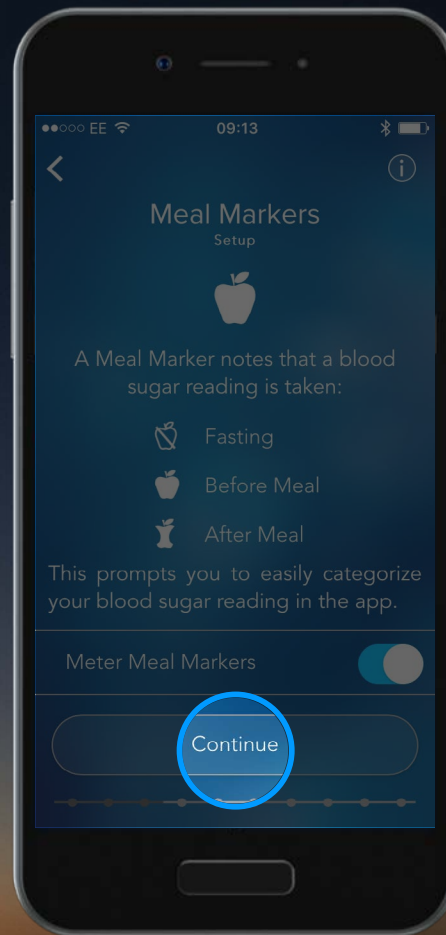 EE 09:13
Meal Markers
Setup
A Meal Marker notes that a blood
sugar reading is taken:
Fasting
Before Meal
After Meal
This prompts you to easily categorize
your blood sugar reading in the app.
Meter Meal Markers
Continue